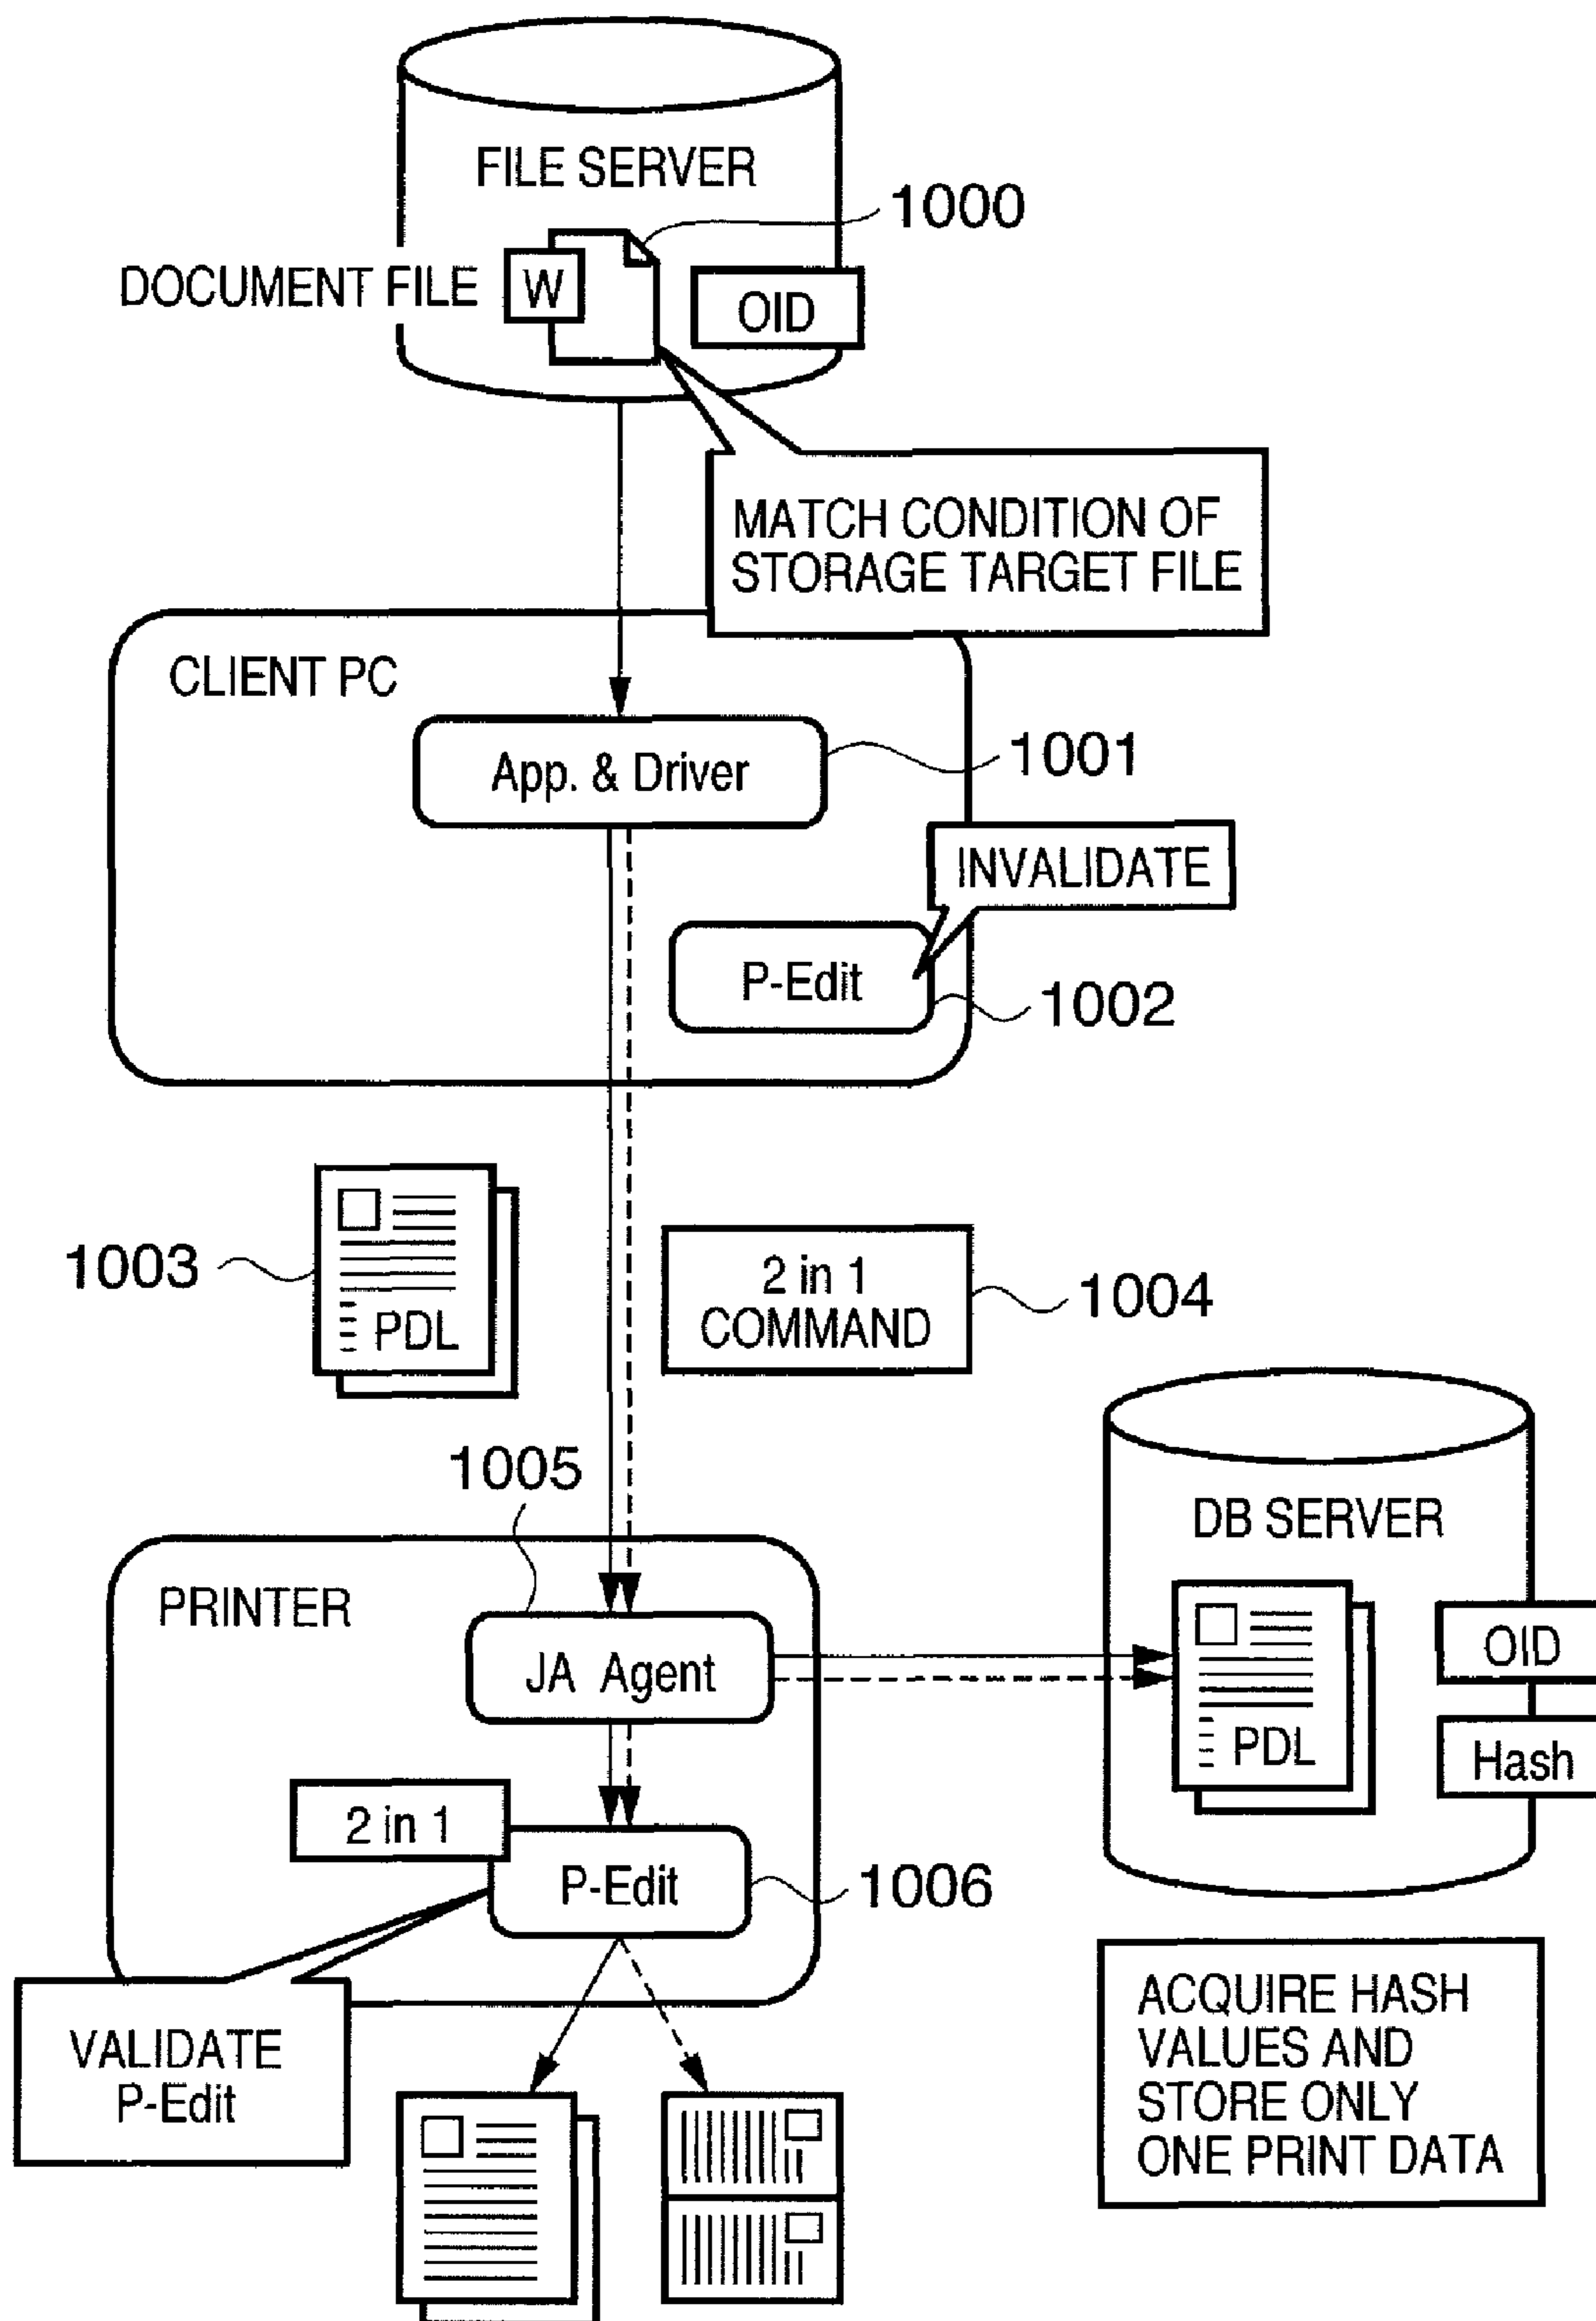 FILE SERVER
1000
DOCUMENT FILE
W
OID
MATCH CONDITION OF
STORAGE TARGET FILE
CLIENT PC
App. & Driver
1001
INVALIDATE
P-Edit
1002
1003
PDL
2 in 1
COMMAND
1004
1005
PRINTER
JA Agent
DB SERVER
PDL
OID
Hash
2 in 1
P-Edit
1006
VALIDATE
P-Edit
ACQUIRE HASH
VALUES AND
STORE ONLY
ONE PRINT DATA